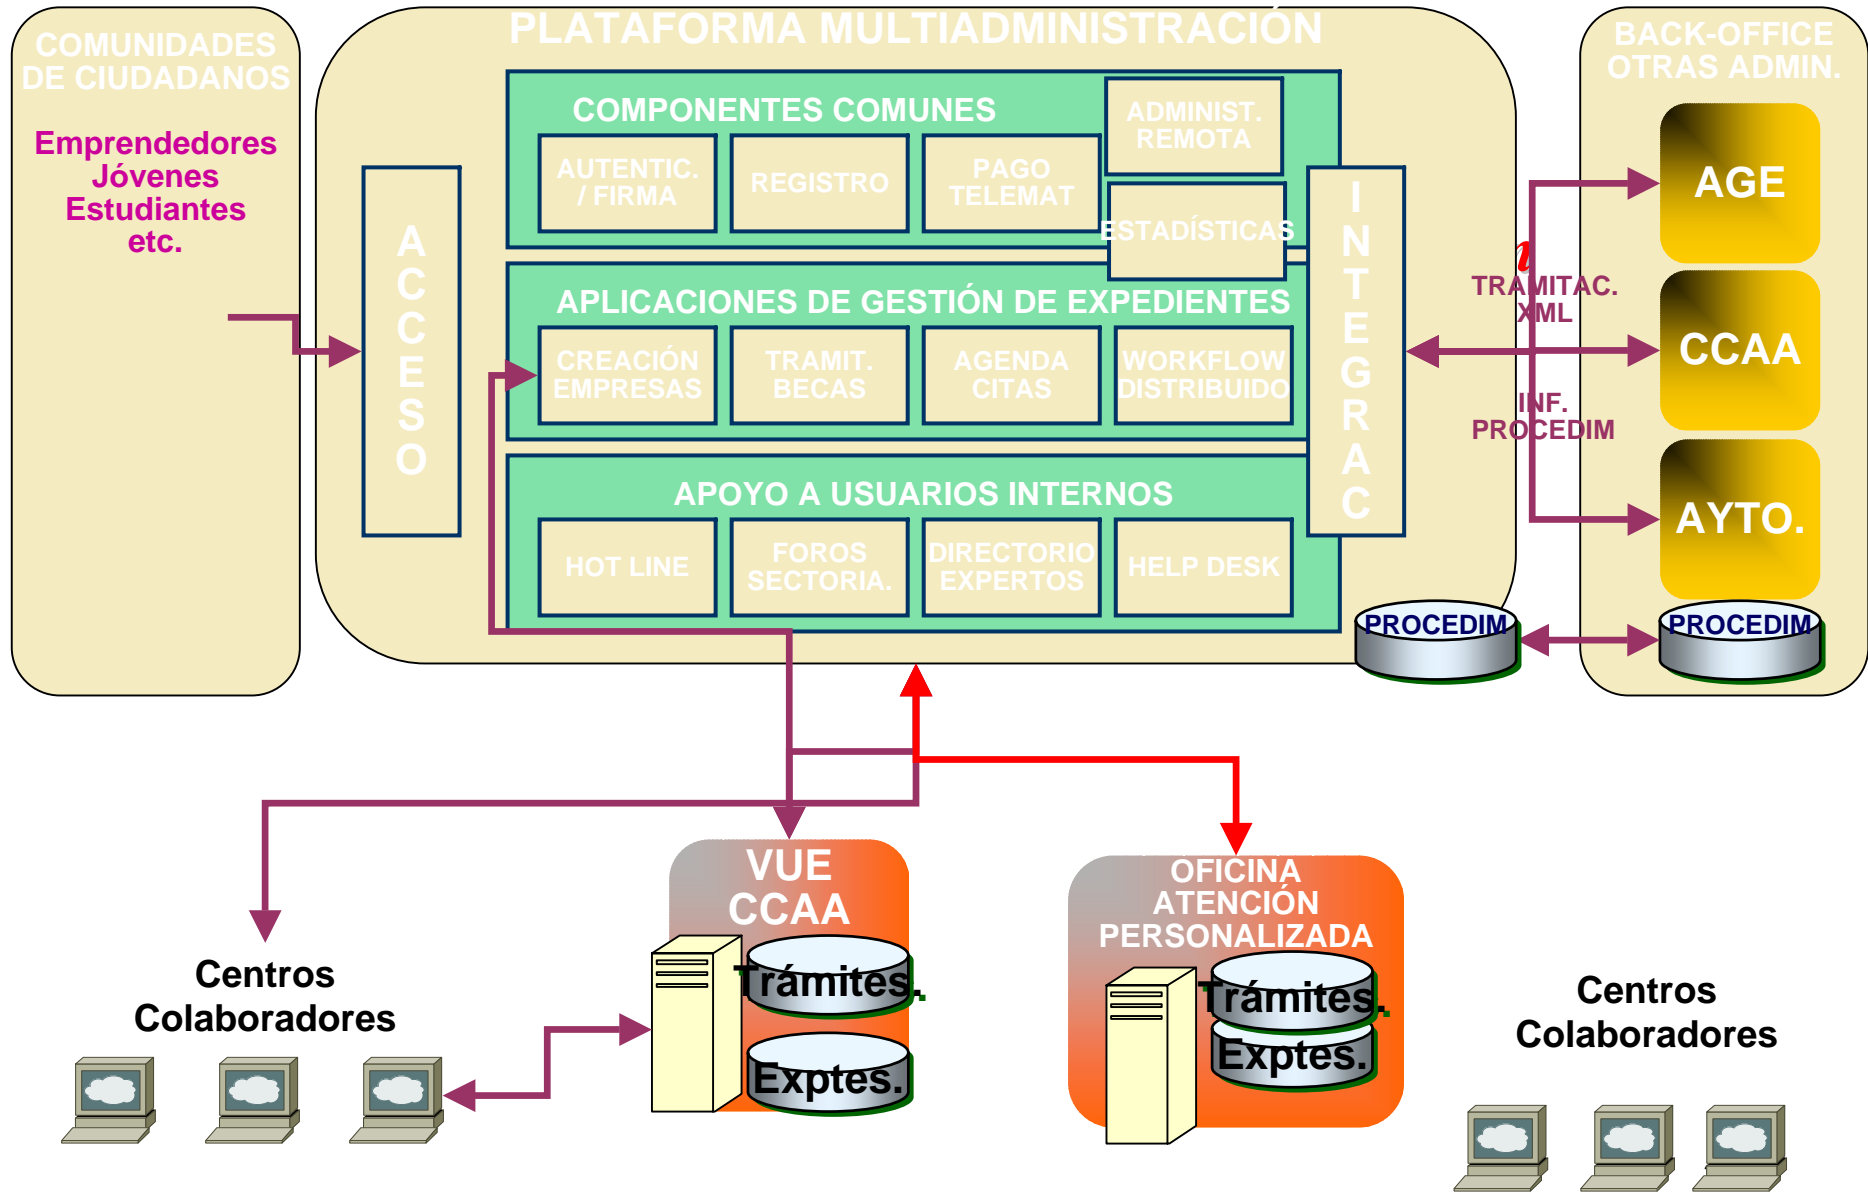 COMUNIDADES
DE CIUDADANOS
Emprendedores
Jóvenes
Estudiantes
etc.
PLATAFORMA MULTIADMINISTRACIÓN
ACCESO
COMPONENTES COMUNES
AUTENTIC.
/ FIRMA
REGISTRO
PAGO
TELEMAT
ADMINIST.
REMOTA
ESTADÍSTICAS
APLICACIONES DE GESTIÓN DE EXPEDIENTES
CREACIÓN
EMPRESAS
TRAMIT.
BECAS
AGENDA
CITAS
WORKFLOW
DISTRIBUIDO
APOYO A USUARIOS INTERNOS
HOT LINE
FOROS
SECTORIA.
DIRECTORIO
EXPERTOS
HELP DESK
INTEGRAC
TRAMITAC.
XML
INF.
PROCEDIM
BACK-OFFICE
OTRAS ADMIN.
AGE
CCAA
AYTO.
PROCEDIM
PROCEDIM
Centros
Colaboradores
VUE
CCAA
Trámites.
Exptes.
OFICINA
ATENCIÓN
PERSONALIZADA
Trámites.
Exptes.
Centros
Colaboradores